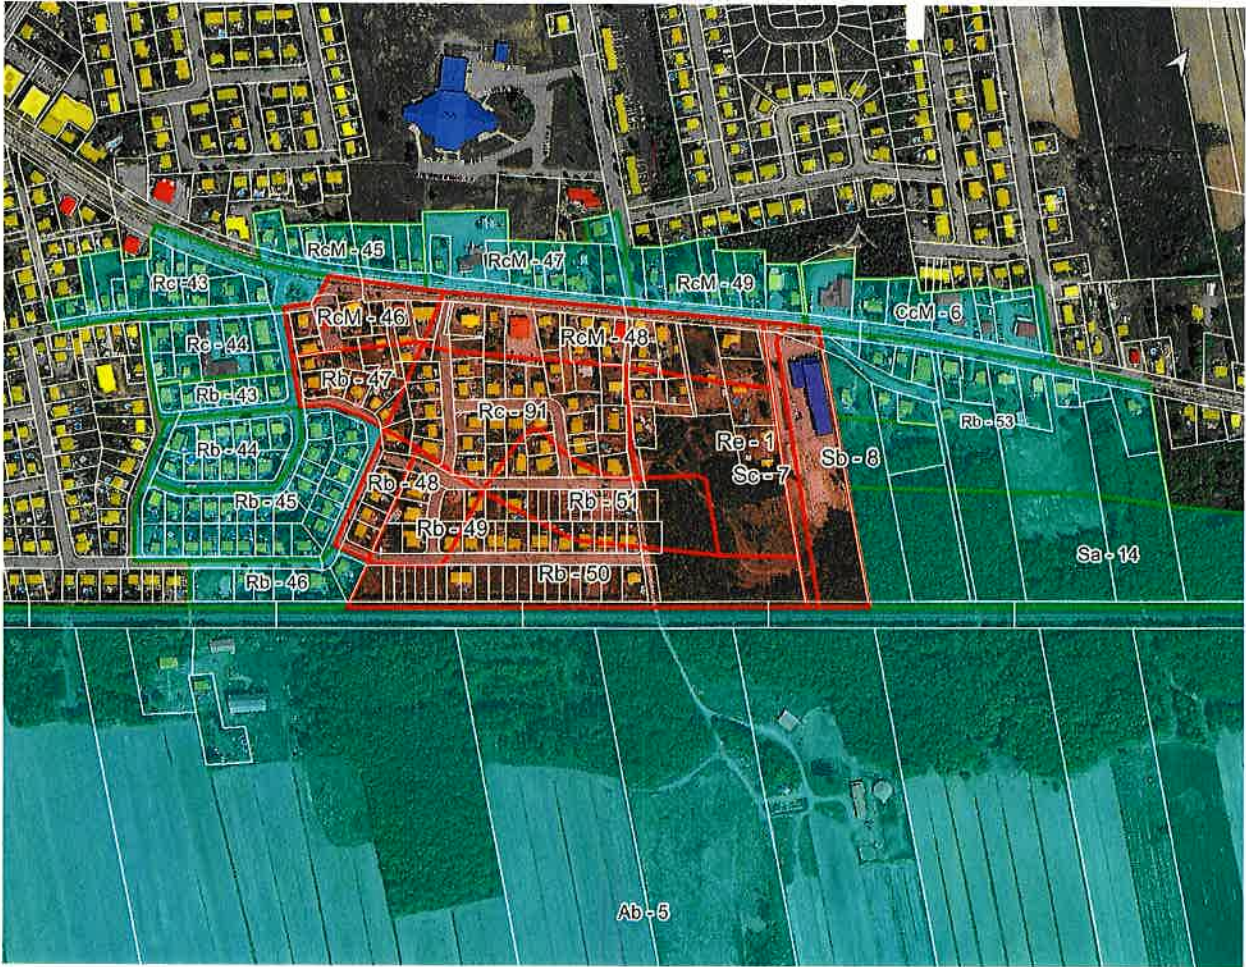 RcM - 45
RcM - 47
Rc - 43
RcM - 49
CcM - 6
RcM - 46
RcM - 48
Rc - 44
Rb - 47
Rb - 43
Rc - 91
Rb - 53
Rb - 44
Re - 1
Sb - 8
Sc - 7
Rb - 48
Rb - 45
Rb - 51
Rb - 49
Sa - 14
Rb - 50
Rb - 46
Ab - 5